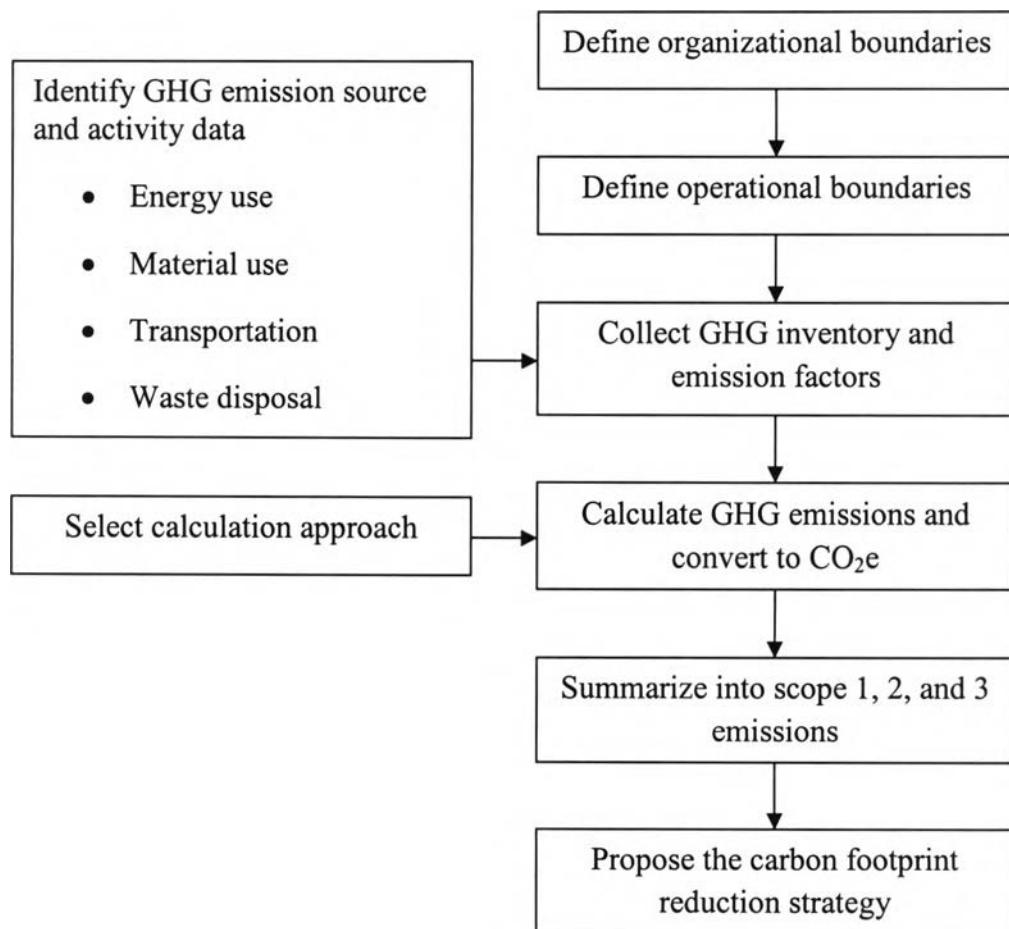 Define organizational boundaries
Identify GHG emission source
and activity data
• Energy use
• Material use
• Transportation
• Waste disposal
Define operational boundaries
Collect GHG inventory and
emission factors
Select calculation approach
Calculate GHG emissions and
convert to CO₂e
Summarize into scope 1, 2, and 3
emissions
Propose the carbon footprint
reduction strategy